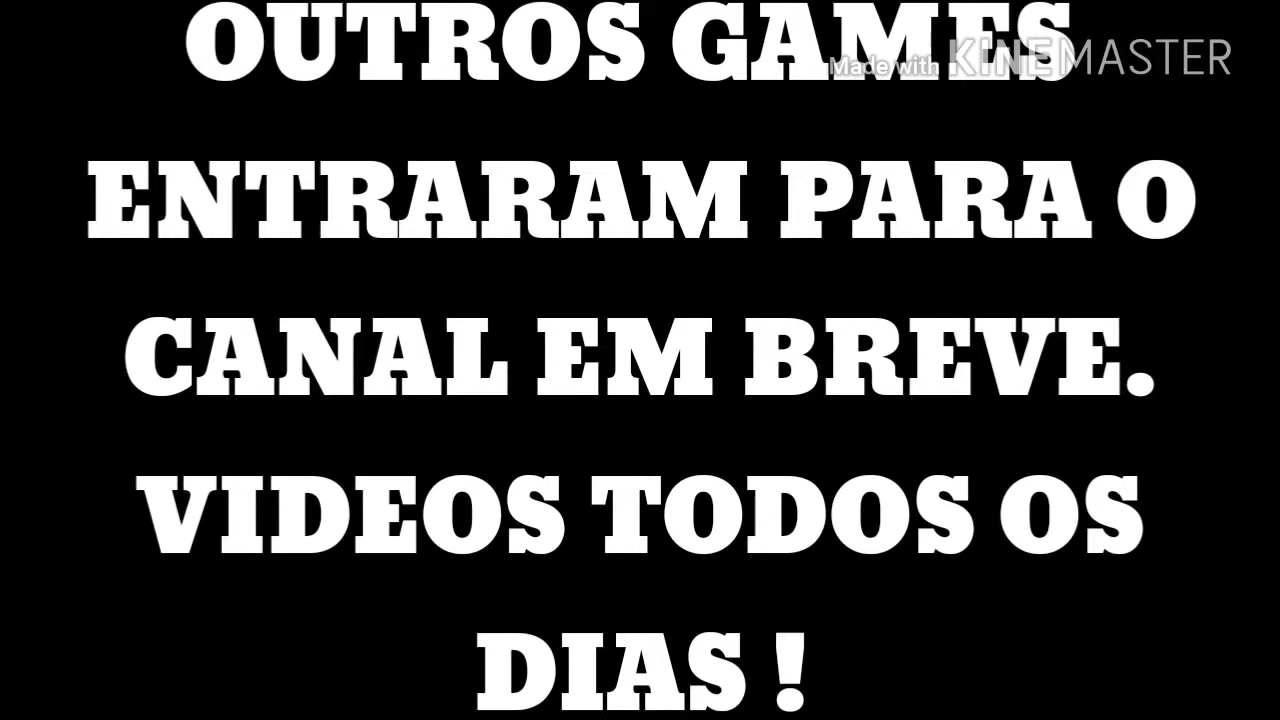 OUTROS GAMES
Made with KINEMASTER
ENTRARAM PARA O
CANAL EM BREVE.
VIDEOS TODOS OS
DIAS !